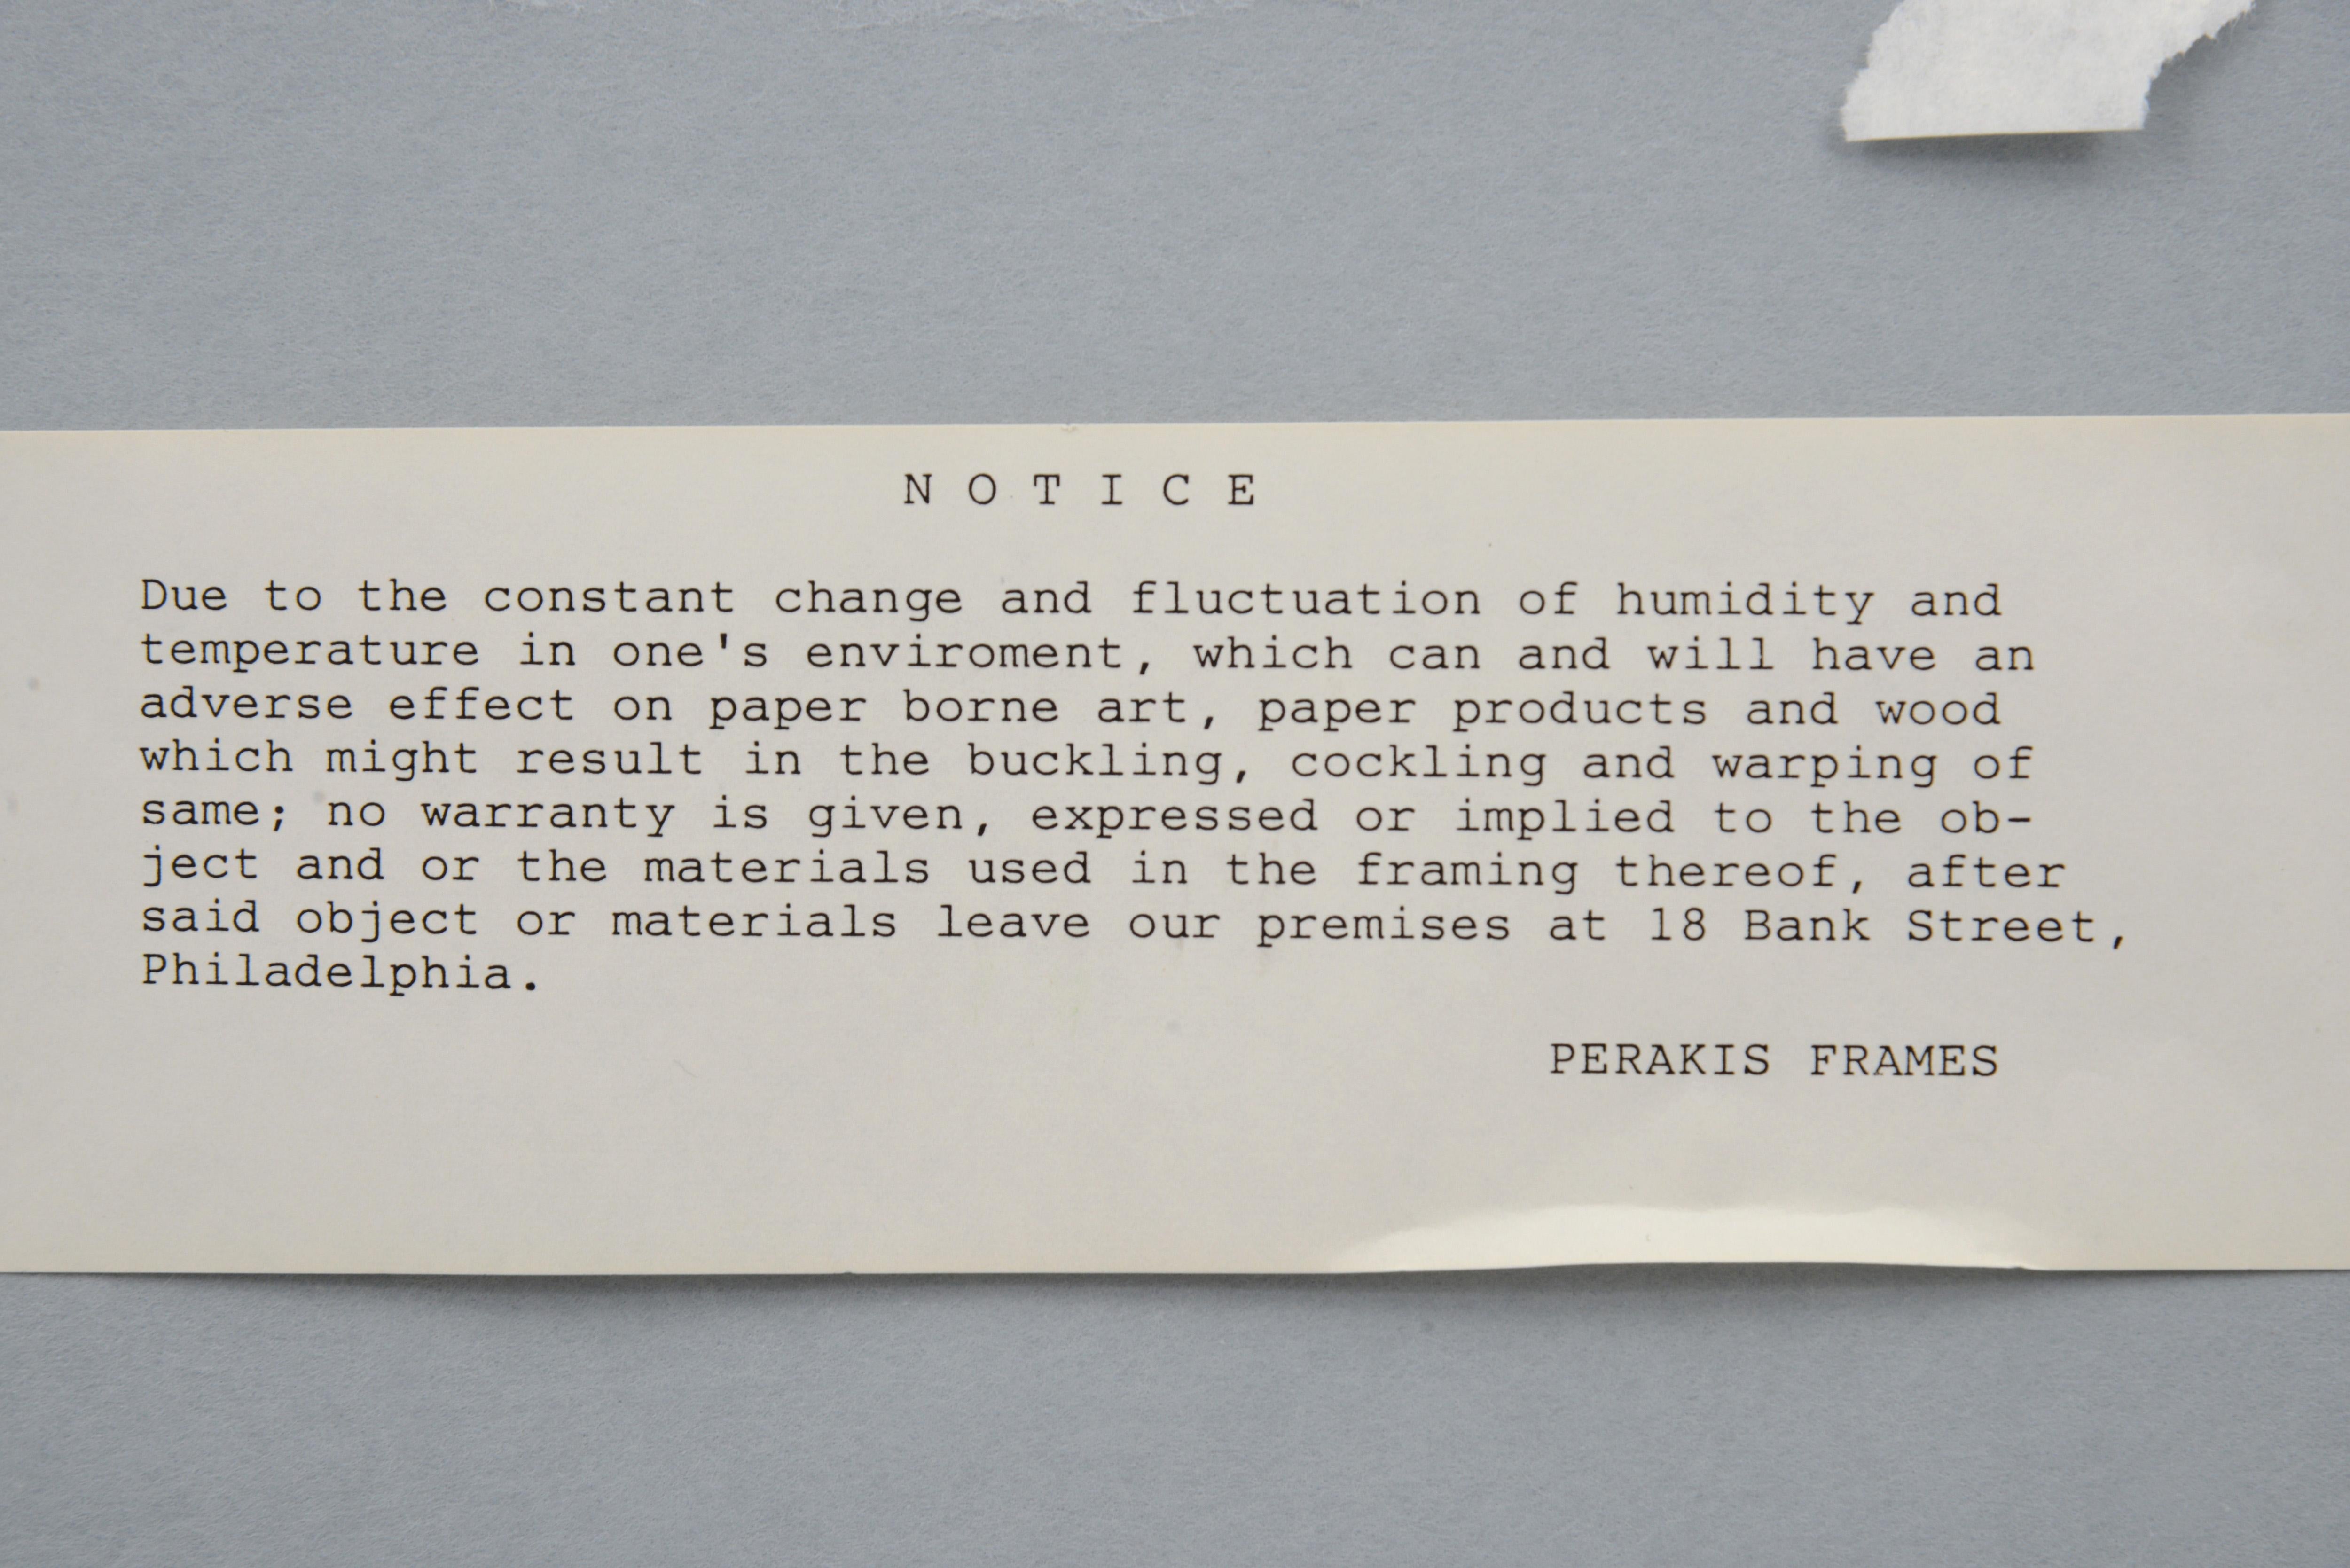 N O T I C E
Due to the constant change and fluctuation of humidity and
temperature in one's enviroment, which can and will have an
adverse effect on paper borne art, paper products and wood
which might result in the buckling, cockling and warping of
same; no warranty is given, expressed or implied to the ob-
ject and or the materials used in the framing thereof, after
said object or materials leave our premises at 18 Bank Street,
Philadelphia.
PERAKIS FRAMES